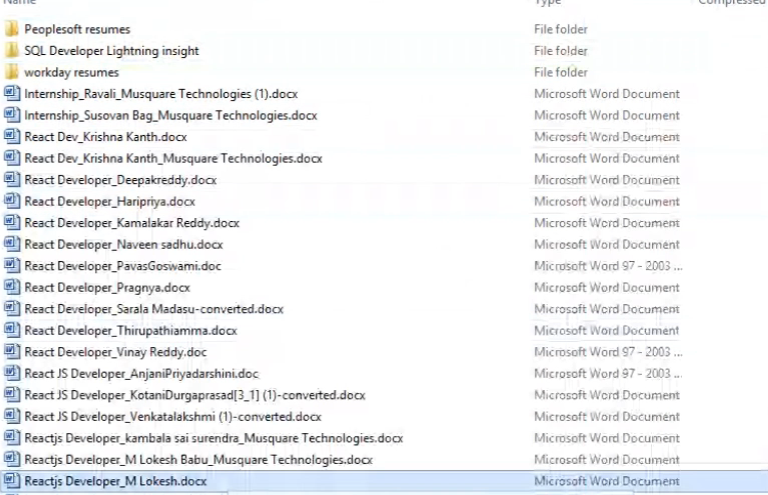 Name Type Compressed
Peoplesoft resumes File folder
SQL Developer Lightning insight File folder
workday resumes File folder
Internship_Ravali_Musquare Technologies (1).docx Microsoft Word Document
Internship_Susovan Bag_Musquare Technologies.docx Microsoft Word Document
React Dev_Krishna Kanth.docx Microsoft Word Document
React Dev_Krishna Kanth_Musquare Technologies.docx Microsoft Word Document
React Developer_Deepakreddy.docx Microsoft Word Document
React Developer_Haripriya.docx Microsoft Word Document
React Developer_Kamalakar Reddy.docx Microsoft Word Document
React Developer_Naveen sadhu.docx Microsoft Word Document
React Developer_PavasGoswami.doc Microsoft Word 97 - 2003 ...
React Developer_Pragnya.docx Microsoft Word Document
React Developer_Sarala Madasu-converted.docx Microsoft Word Document
React Developer_Thirupathiamma.docx Microsoft Word Document
React Developer_Vinay Reddy.doc Microsoft Word 97 - 2003 ...
React JS Developer_AnjaniPriyadarshini.doc Microsoft Word 97 - 2003 ...
React JS Developer_KotaniDurgaprasad[3_1] (1)-converted.docx Microsoft Word Document
React JS Developer_Venkatalakshmi (1)-converted.docx Microsoft Word Document
Reactjs Developer_kambala sai surendra_Musquare Technologies.docx Microsoft Word Document
Reactjs Developer_M Lokesh Babu_Musquare Technologies.docx Microsoft Word Document
Reactjs Developer_M Lokesh.docx Microsoft Word Document